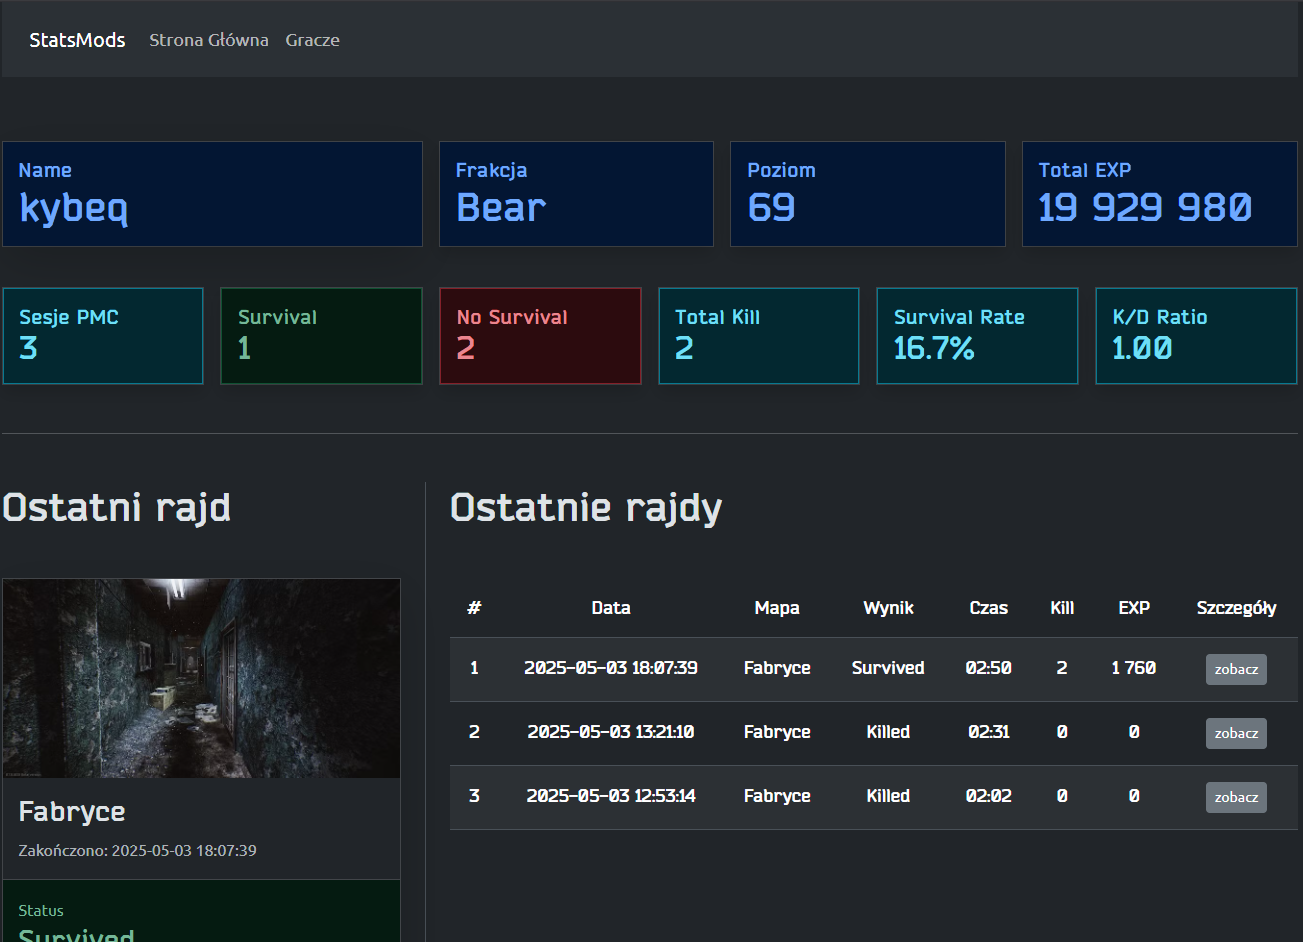 StatsMods Strona Główna Gracze
Name
kybeq
Frakcja
Bear
Poziom
69
Total EXP
19 929 980
Sesje PMC
3
Survival
1
No Survival
2
Total Kill
2
Survival Rate
16.7%
K/D Ratio
1.00
Ostatni rajd
Fabryce
Zakończono: 2025-05-03 18:07:39
Status
Survived
Ostatnie rajdy
# Data Mapa Wynik Czas Kill EXP Szczegóły
1 2025-05-03 18:07:39 Fabryce Survived 02:50 2 1 760 zobacz
2 2025-05-03 13:21:10 Fabryce Killed 02:31 0 0 zobacz
3 2025-05-03 12:53:14 Fabryce Killed 02:02 0 0 zobacz